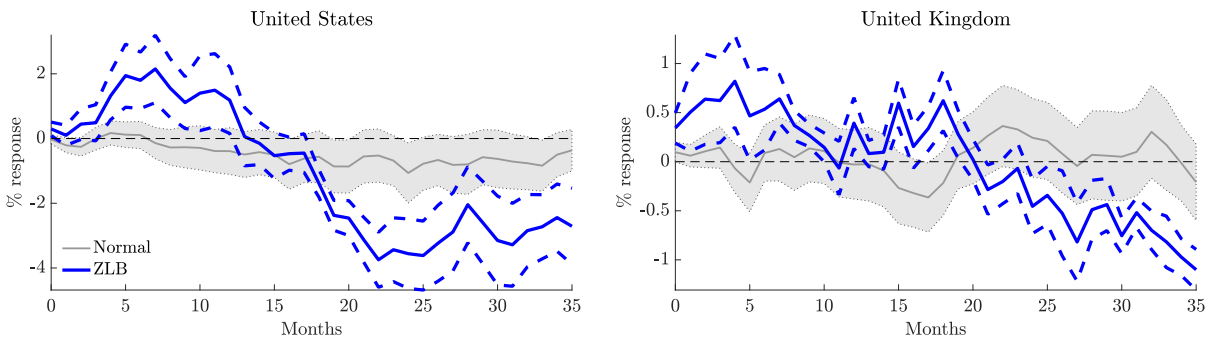 United States
% response
2
0
-2
-4
Normal
ZLB
0 5 10 15 20 25 30 35
Months
United Kingdom
% response
1
0.5
0
-0.5
-1
0 5 10 15 20 25 30 35
Months